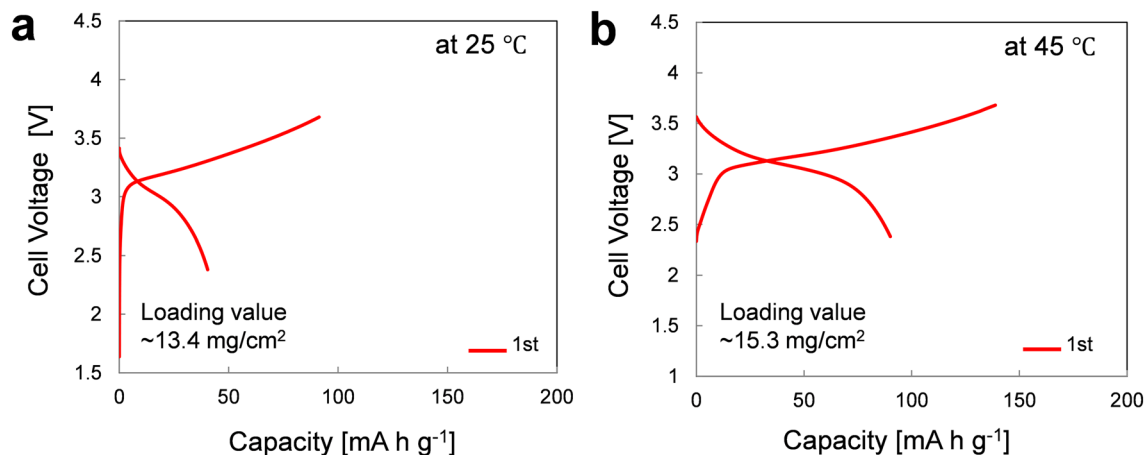 a
at 25 ℃
4.5
4
3.5
3
2.5
2
1.5
Cell Voltage [V]
Loading value
~13.4 mg/cm²
1st
0
50
100
150
200
Capacity [mA h g⁻¹]
b
at 45 ℃
4.5
4
3.5
3
2.5
2
1.5
1
Cell Voltage [V]
Loading value
~15.3 mg/cm²
1st
0
50
100
150
200
Capacity [mA h g⁻¹]